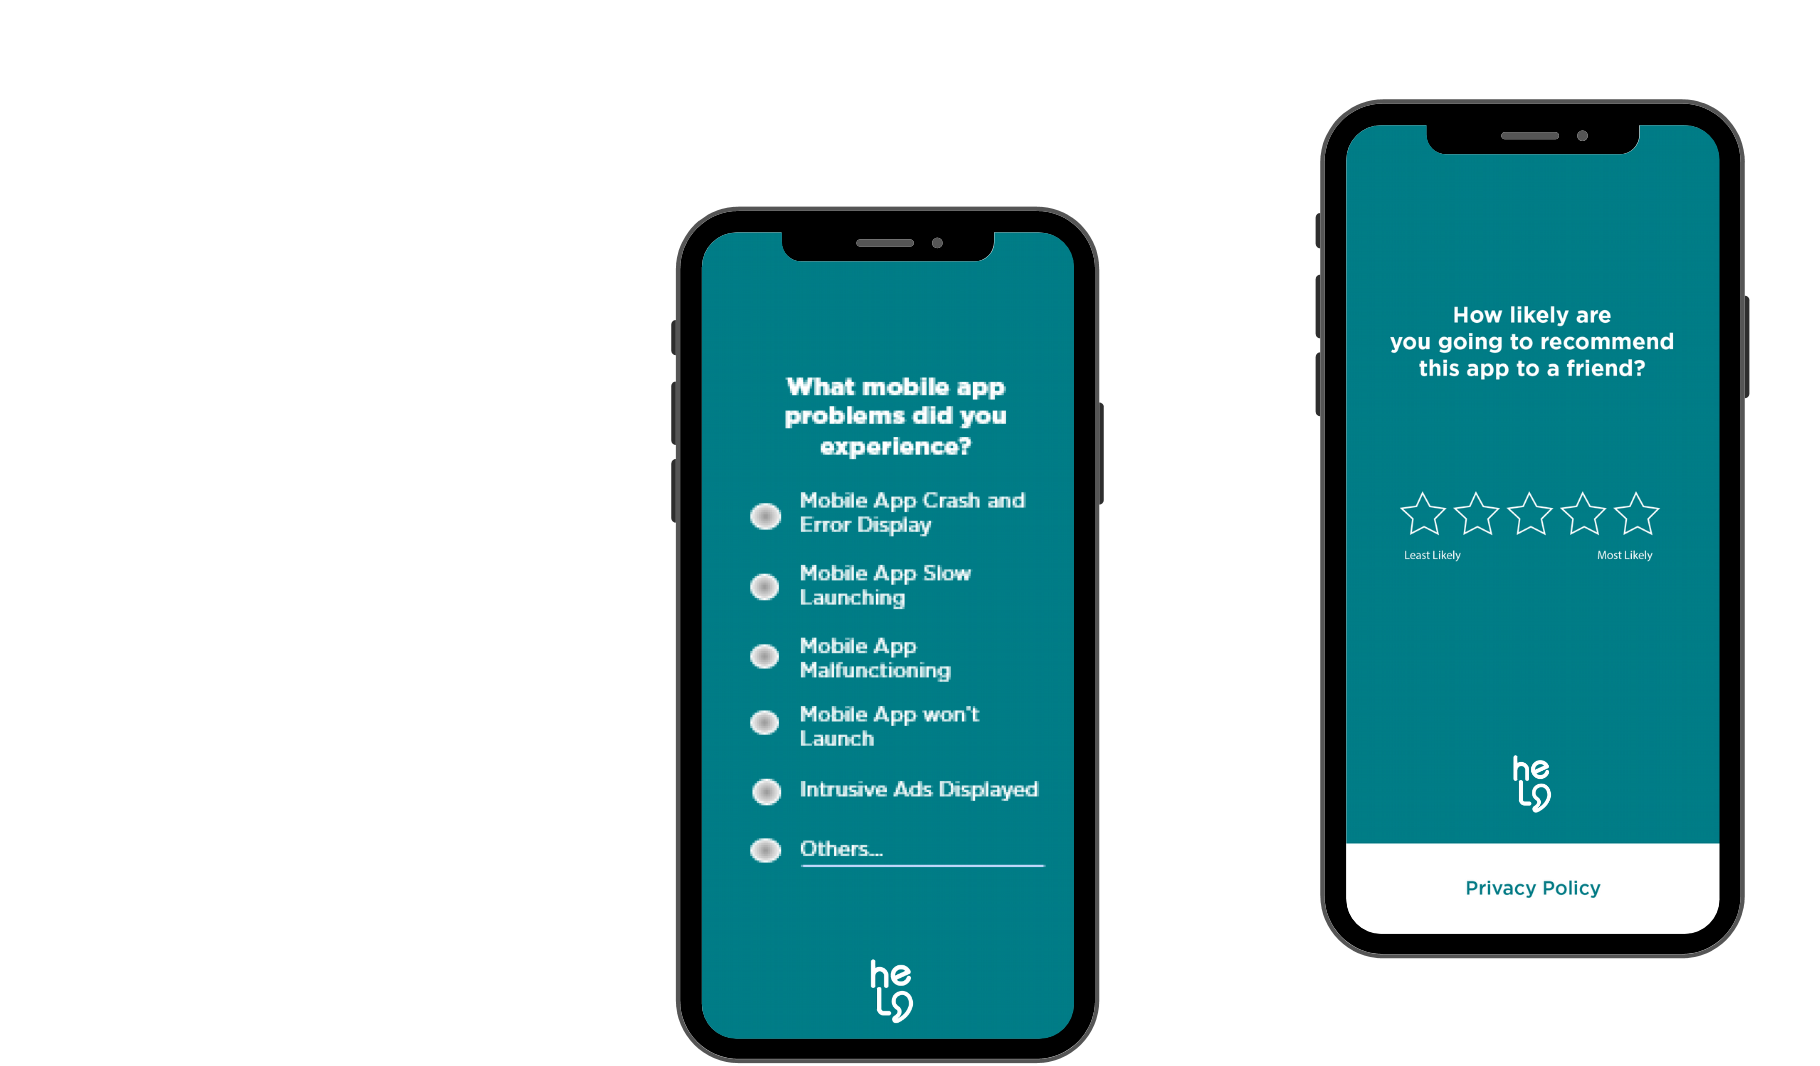 What mobile app
problems did you
experience?
Mobile App Crash and
Error Display
Mobile App Slow
Launching
Mobile App
Malfunctioning
Mobile App won't
Launch
Intrusive Ads Displayed
Others...
he
L9
How likely are
you going to recommend
this app to a friend?
Least Likely Most Likely
he
L9
Privacy Policy